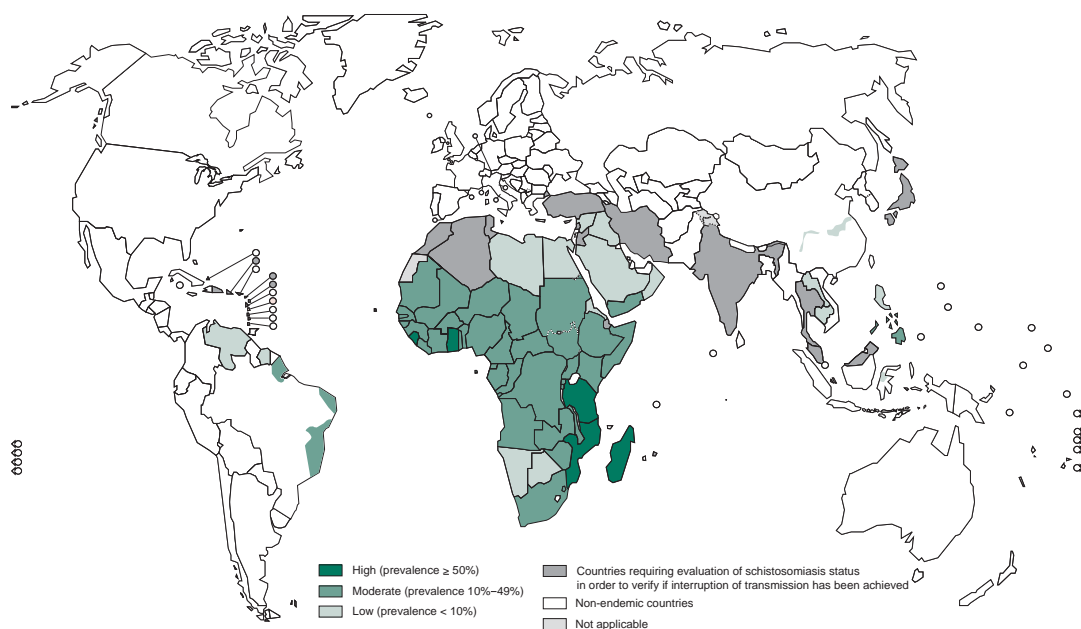 High (prevalence ≥ 50%)
Moderate (prevalence 10%–49%)
Low (prevalence < 10%)
Countries requiring evaluation of schistosomiasis status
in order to verify if interruption of transmission has been achieved
Non-endemic countries
Not applicable